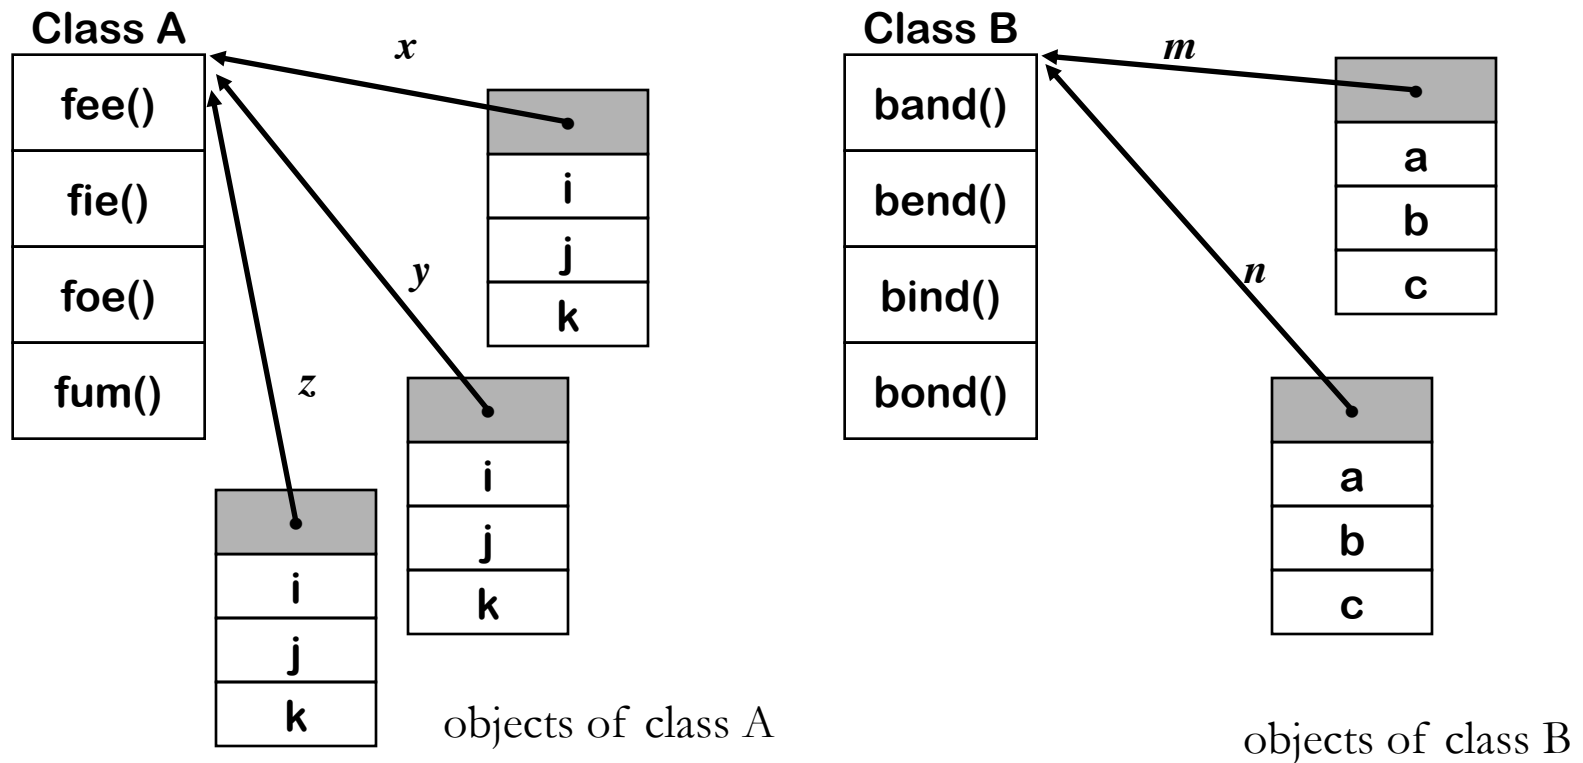 Class A
fee()
fie()
foe()
fum()
x
y
z
i
j
k
i
j
k
i
j
k
objects of class A
Class B
band()
bend()
bind()
bond()
m
n
a
b
c
a
b
c
objects of class B